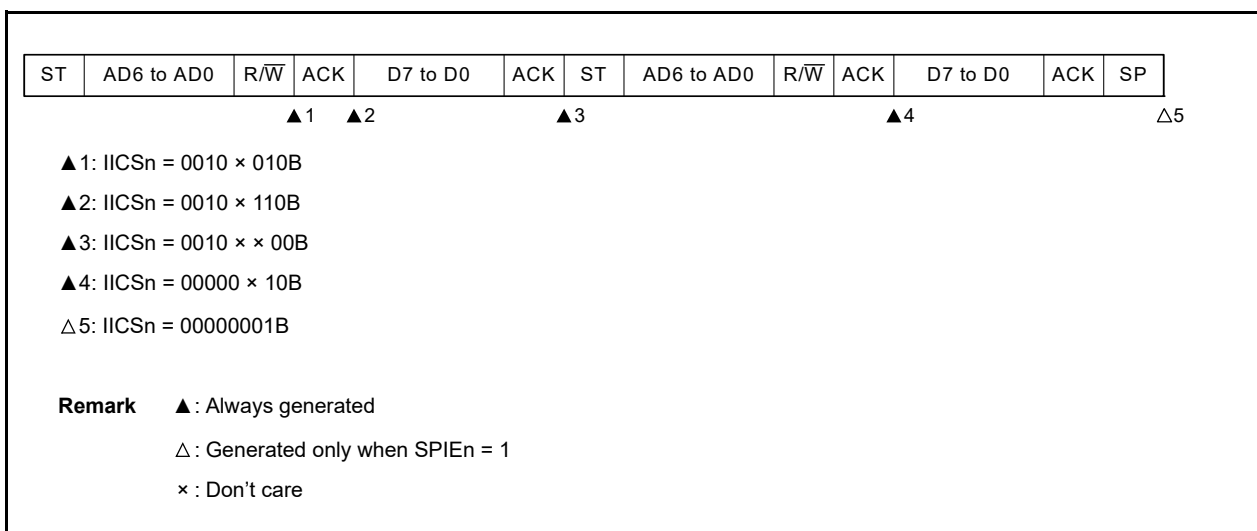 ST AD6 to AD0 R/W̅ ACK D7 to D0 ACK ST AD6 to AD0 R/W̅ ACK D7 to D0 ACK SP
▲1 ▲2 ▲3 ▲4 △5
▲1: IICSn = 0010 × 010B
▲2: IICSn = 0010 × 110B
▲3: IICSn = 0010 × × 00B
▲4: IICSn = 00000 × 10B
△5: IICSn = 00000001B
Remark ▲: Always generated
△: Generated only when SPIEn = 1
×: Don't care